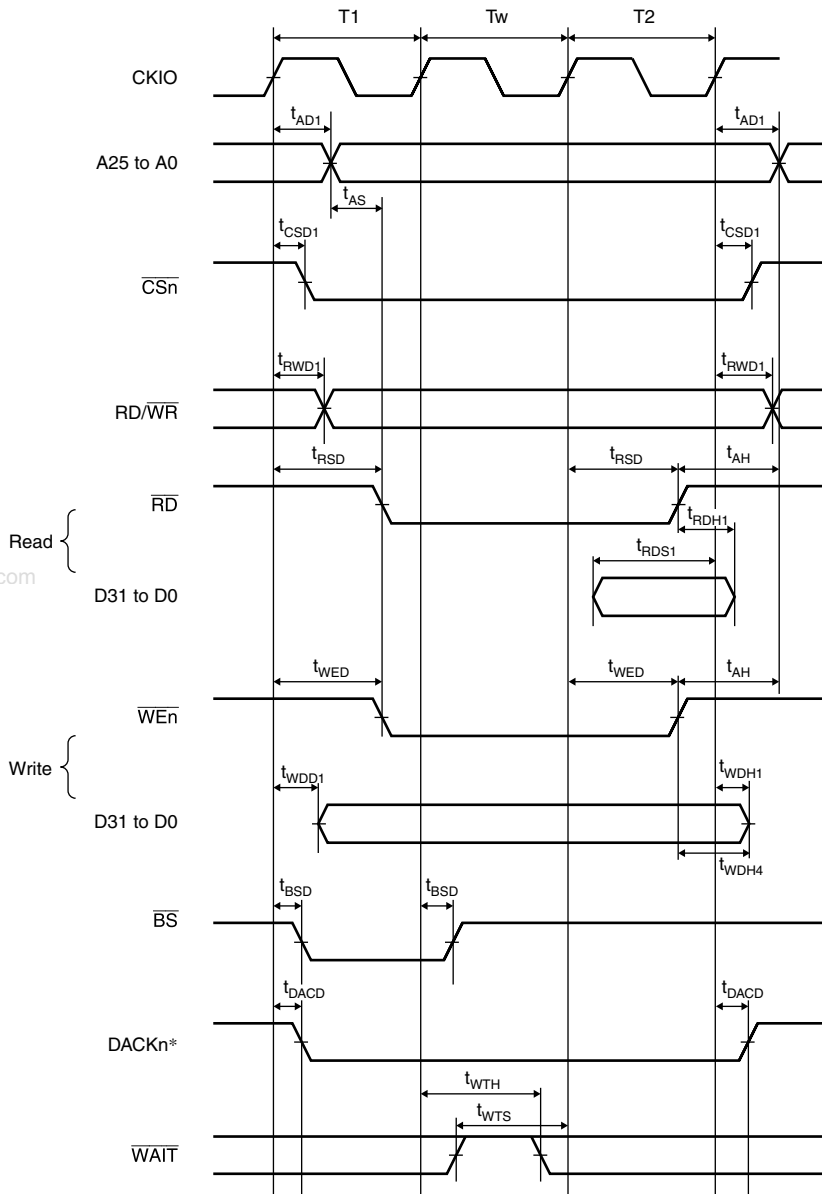 T1 Tw T2
CKIO
tAD1 tAD1
A25 to A0
tAS
tCSD1 tCSD1
CSn
tRWD1 tRWD1
RD/WR
tRSD tRSD tAH
RD
tRDH1
Read
tRDS1
com
D31 to D0
tWED tWED tAH
WEn
Write
tWDD1 tWDH1
D31 to D0
tWDH4
tBSD tBSD
BS
tDACD tDACD
DACKn*
tWTH
tWTS
WAIT